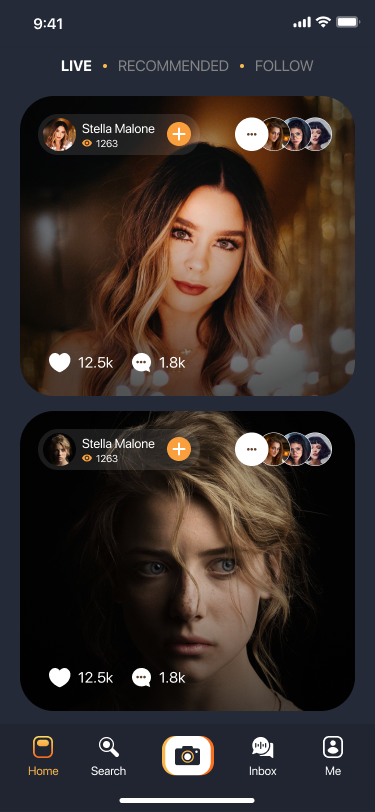 9:41
LIVE • RECOMMENDED • FOLLOW
Stella Malone
1263
12.5k 1.8k
Stella Malone
1263
12.5k 1.8k
Home Search Inbox Me